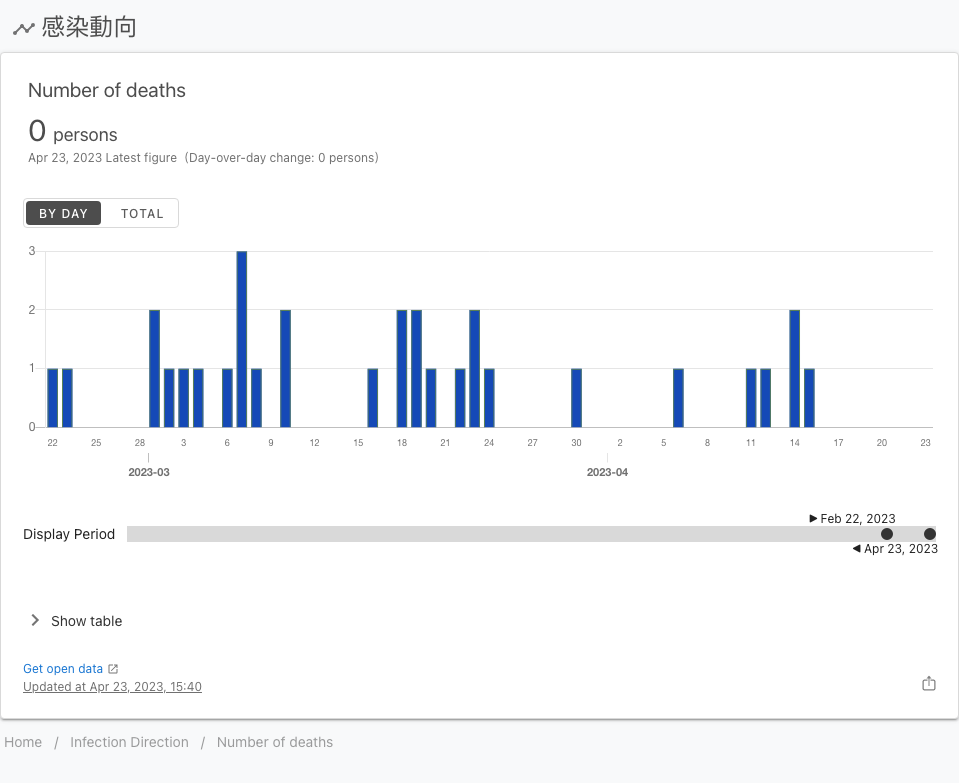 感染動向
Number of deaths
0 persons
Apr 23, 2023 Latest figure (Day-over-day change: 0 persons)
BY DAY TOTAL
3
2
1
0
22 25 28 3 6 9 12 15 18 21 24 27 30 2 5 8 11 14 17 20 23
2023-03 2023-04
▶ Feb 22, 2023
Display Period
◀ Apr 23, 2023
Show table
Get open data
Updated at Apr 23, 2023, 15:40
Home / Infection Direction / Number of deaths